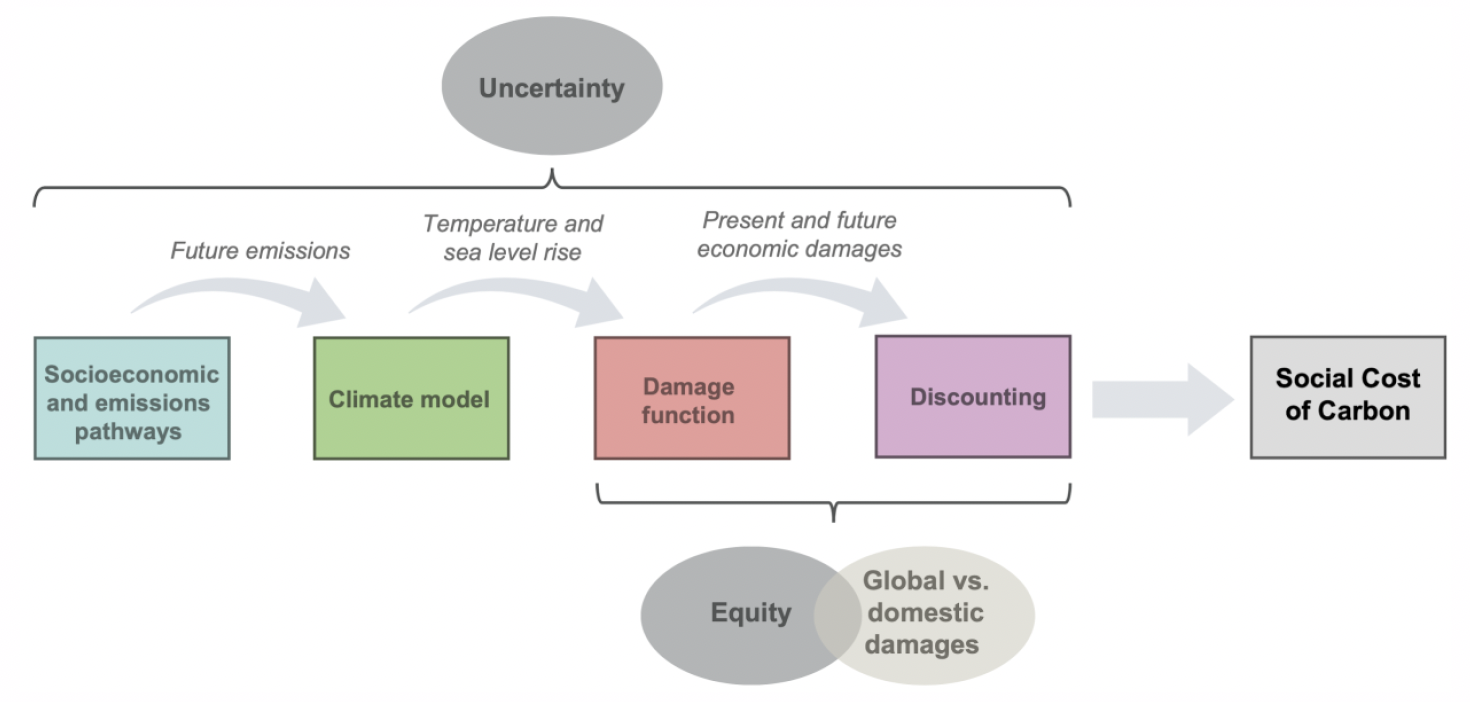 Uncertainty
Future emissions
Temperature and
sea level rise
Present and future
economic damages
Socioeconomic
and emissions
pathways
Climate model
Damage
function
Discounting
Social Cost
of Carbon
Equity
Global vs.
domestic
damages